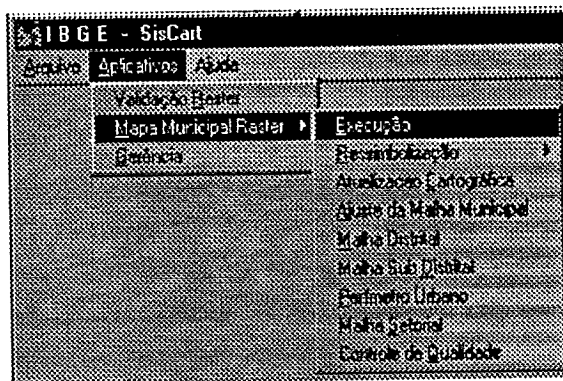 IBGE - SisCart
Arquivo Aplicativos Ajuda
Validação Raster
Mapa Municipal Raster
Gerência
Execução
Ressimbolização
Atualização Cartográfica
Ajuste da Malha Municipal
Malha Distrital
Malha Sub Distrital
Perímetro Urbano
Malha Setorial
Controle de Qualidade